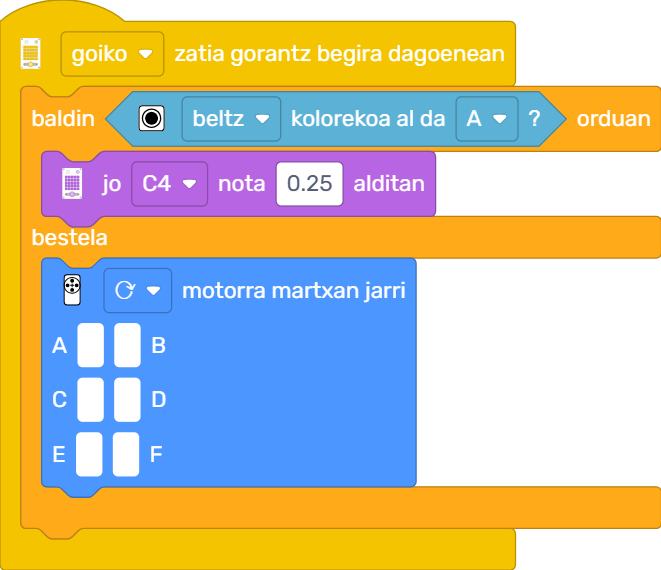 goiko zatia gorantz begira dagoenean
baldin beltz kolorekoa al da A ? orduan
jo C4 nota 0.25 alditan
bestela
motorra martxan jarri
A B
C D
E F